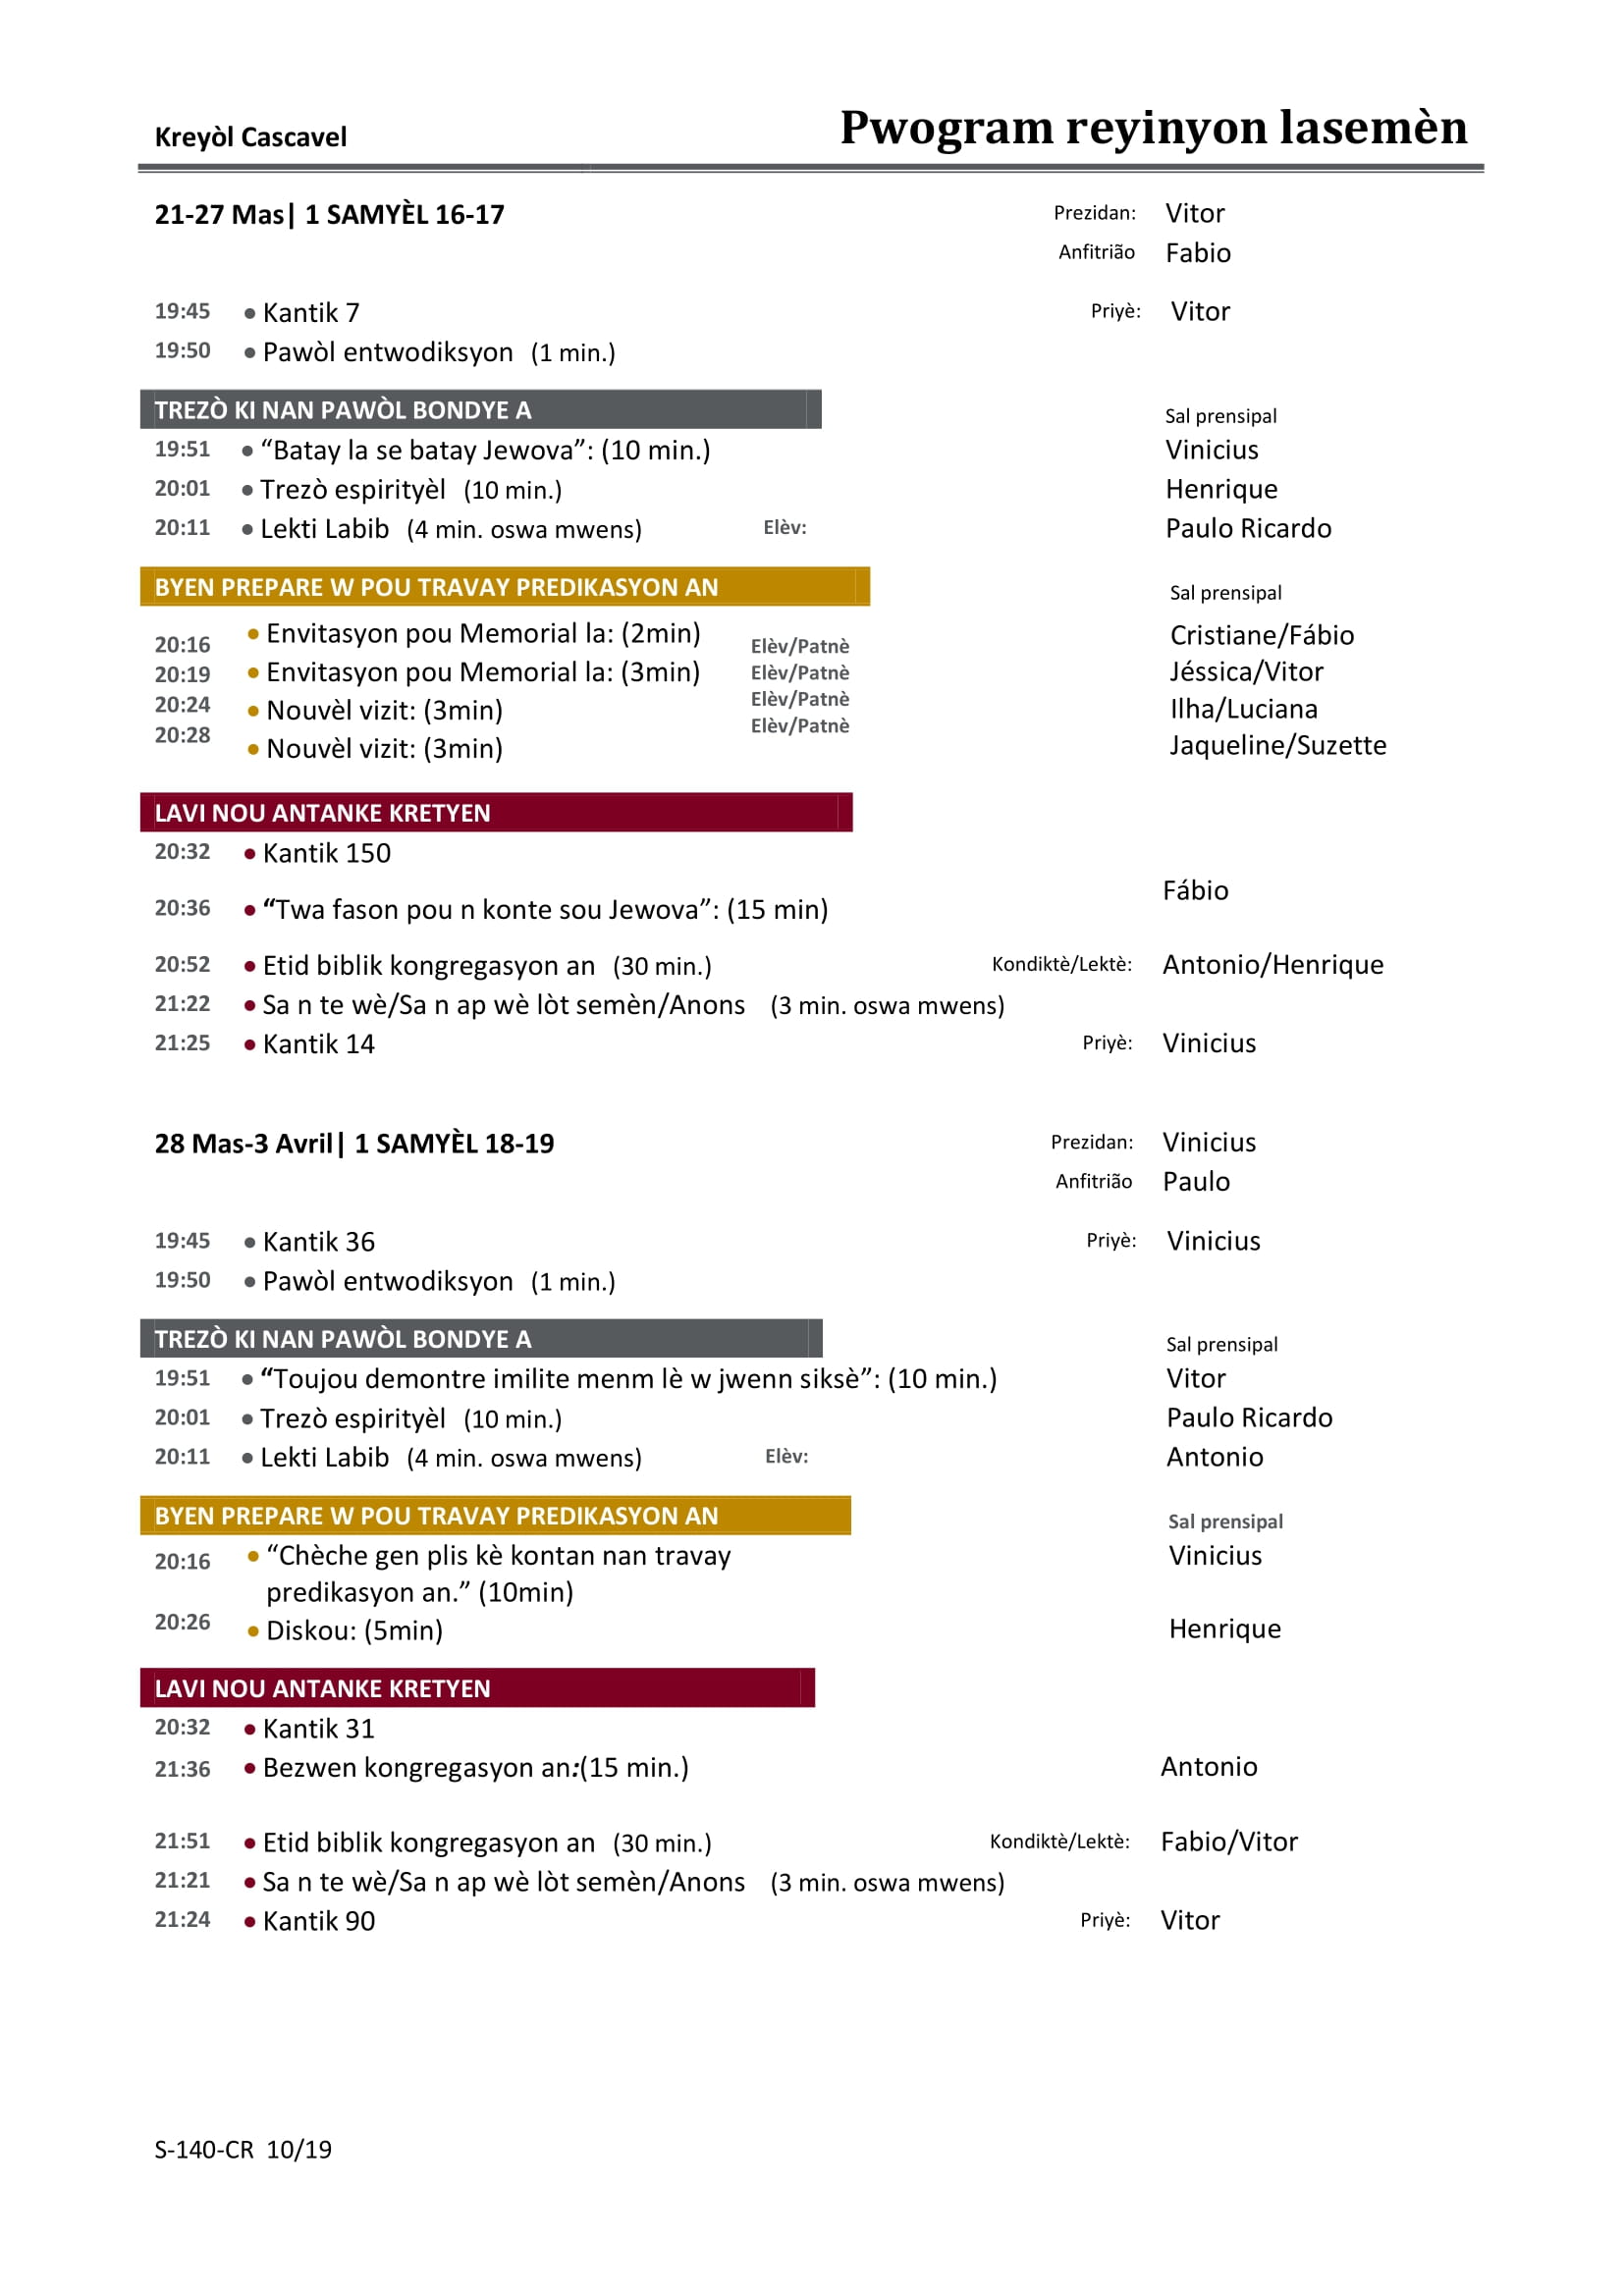 Kreyòl Cascavel Pwogram reyinyon lasemèn
21-27 Mas| 1 SAMYÈL 16-17 Prezidan: Vitor
Anfitrião Fabio
19:45 • Kantik 7 Priyè: Vitor
19:50 • Pawòl entwodiksyon (1 min.)
TREZÒ KI NAN PAWÒL BONDYE A Sal prensipal
19:51 • “Batay la se batay Jewova”: (10 min.) Vinicius
20:01 • Trezò espirityèl (10 min.) Henrique
20:11 • Lekti Labib (4 min. oswa mwens) Elèv: Paulo Ricardo
BYEN PREPARE W POU TRAVAY PREDIKASYON AN Sal prensipal
20:16 • Envitasyon pou Memorial la: (2min) Elèv/Patnè Cristiane/Fábio
20:19 • Envitasyon pou Memorial la: (3min) Elèv/Patnè Jéssica/Vitor
20:24 • Nouvèl vizit: (3min) Elèv/Patnè Ilha/Luciana
20:28 • Nouvèl vizit: (3min) Elèv/Patnè Jaqueline/Suzette
LAVI NOU ANTANKE KRETYEN
20:32 • Kantik 150
20:36 • “Twa fason pou n konte sou Jewova”: (15 min) Fábio
20:52 • Etid biblik kongregasyon an (30 min.) Kondiktè/Lektè: Antonio/Henrique
21:22 • Sa n te wè/Sa n ap wè lòt semèn/Anons (3 min. oswa mwens)
21:25 • Kantik 14 Priyè: Vinicius
28 Mas-3 Avril| 1 SAMYÈL 18-19 Prezidan: Vinicius
Anfitrião Paulo
19:45 • Kantik 36 Priyè: Vinicius
19:50 • Pawòl entwodiksyon (1 min.)
TREZÒ KI NAN PAWÒL BONDYE A Sal prensipal
19:51 • “Toujou demontre imilite menm lè w jwenn siksè”: (10 min.) Vitor
20:01 • Trezò espirityèl (10 min.) Paulo Ricardo
20:11 • Lekti Labib (4 min. oswa mwens) Elèv: Antonio
BYEN PREPARE W POU TRAVAY PREDIKASYON AN Sal prensipal
20:16 • “Chèche gen plis kè kontan nan travay Vinicius
predikasyon an.” (10min)
20:26 • Diskou: (5min) Henrique
LAVI NOU ANTANKE KRETYEN
20:32 • Kantik 31
21:36 • Bezwen kongregasyon an:(15 min.) Antonio
21:51 • Etid biblik kongregasyon an (30 min.) Kondiktè/Lektè: Fabio/Vitor
21:21 • Sa n te wè/Sa n ap wè lòt semèn/Anons (3 min. oswa mwens)
21:24 • Kantik 90 Priyè: Vitor
S-140-CR 10/19